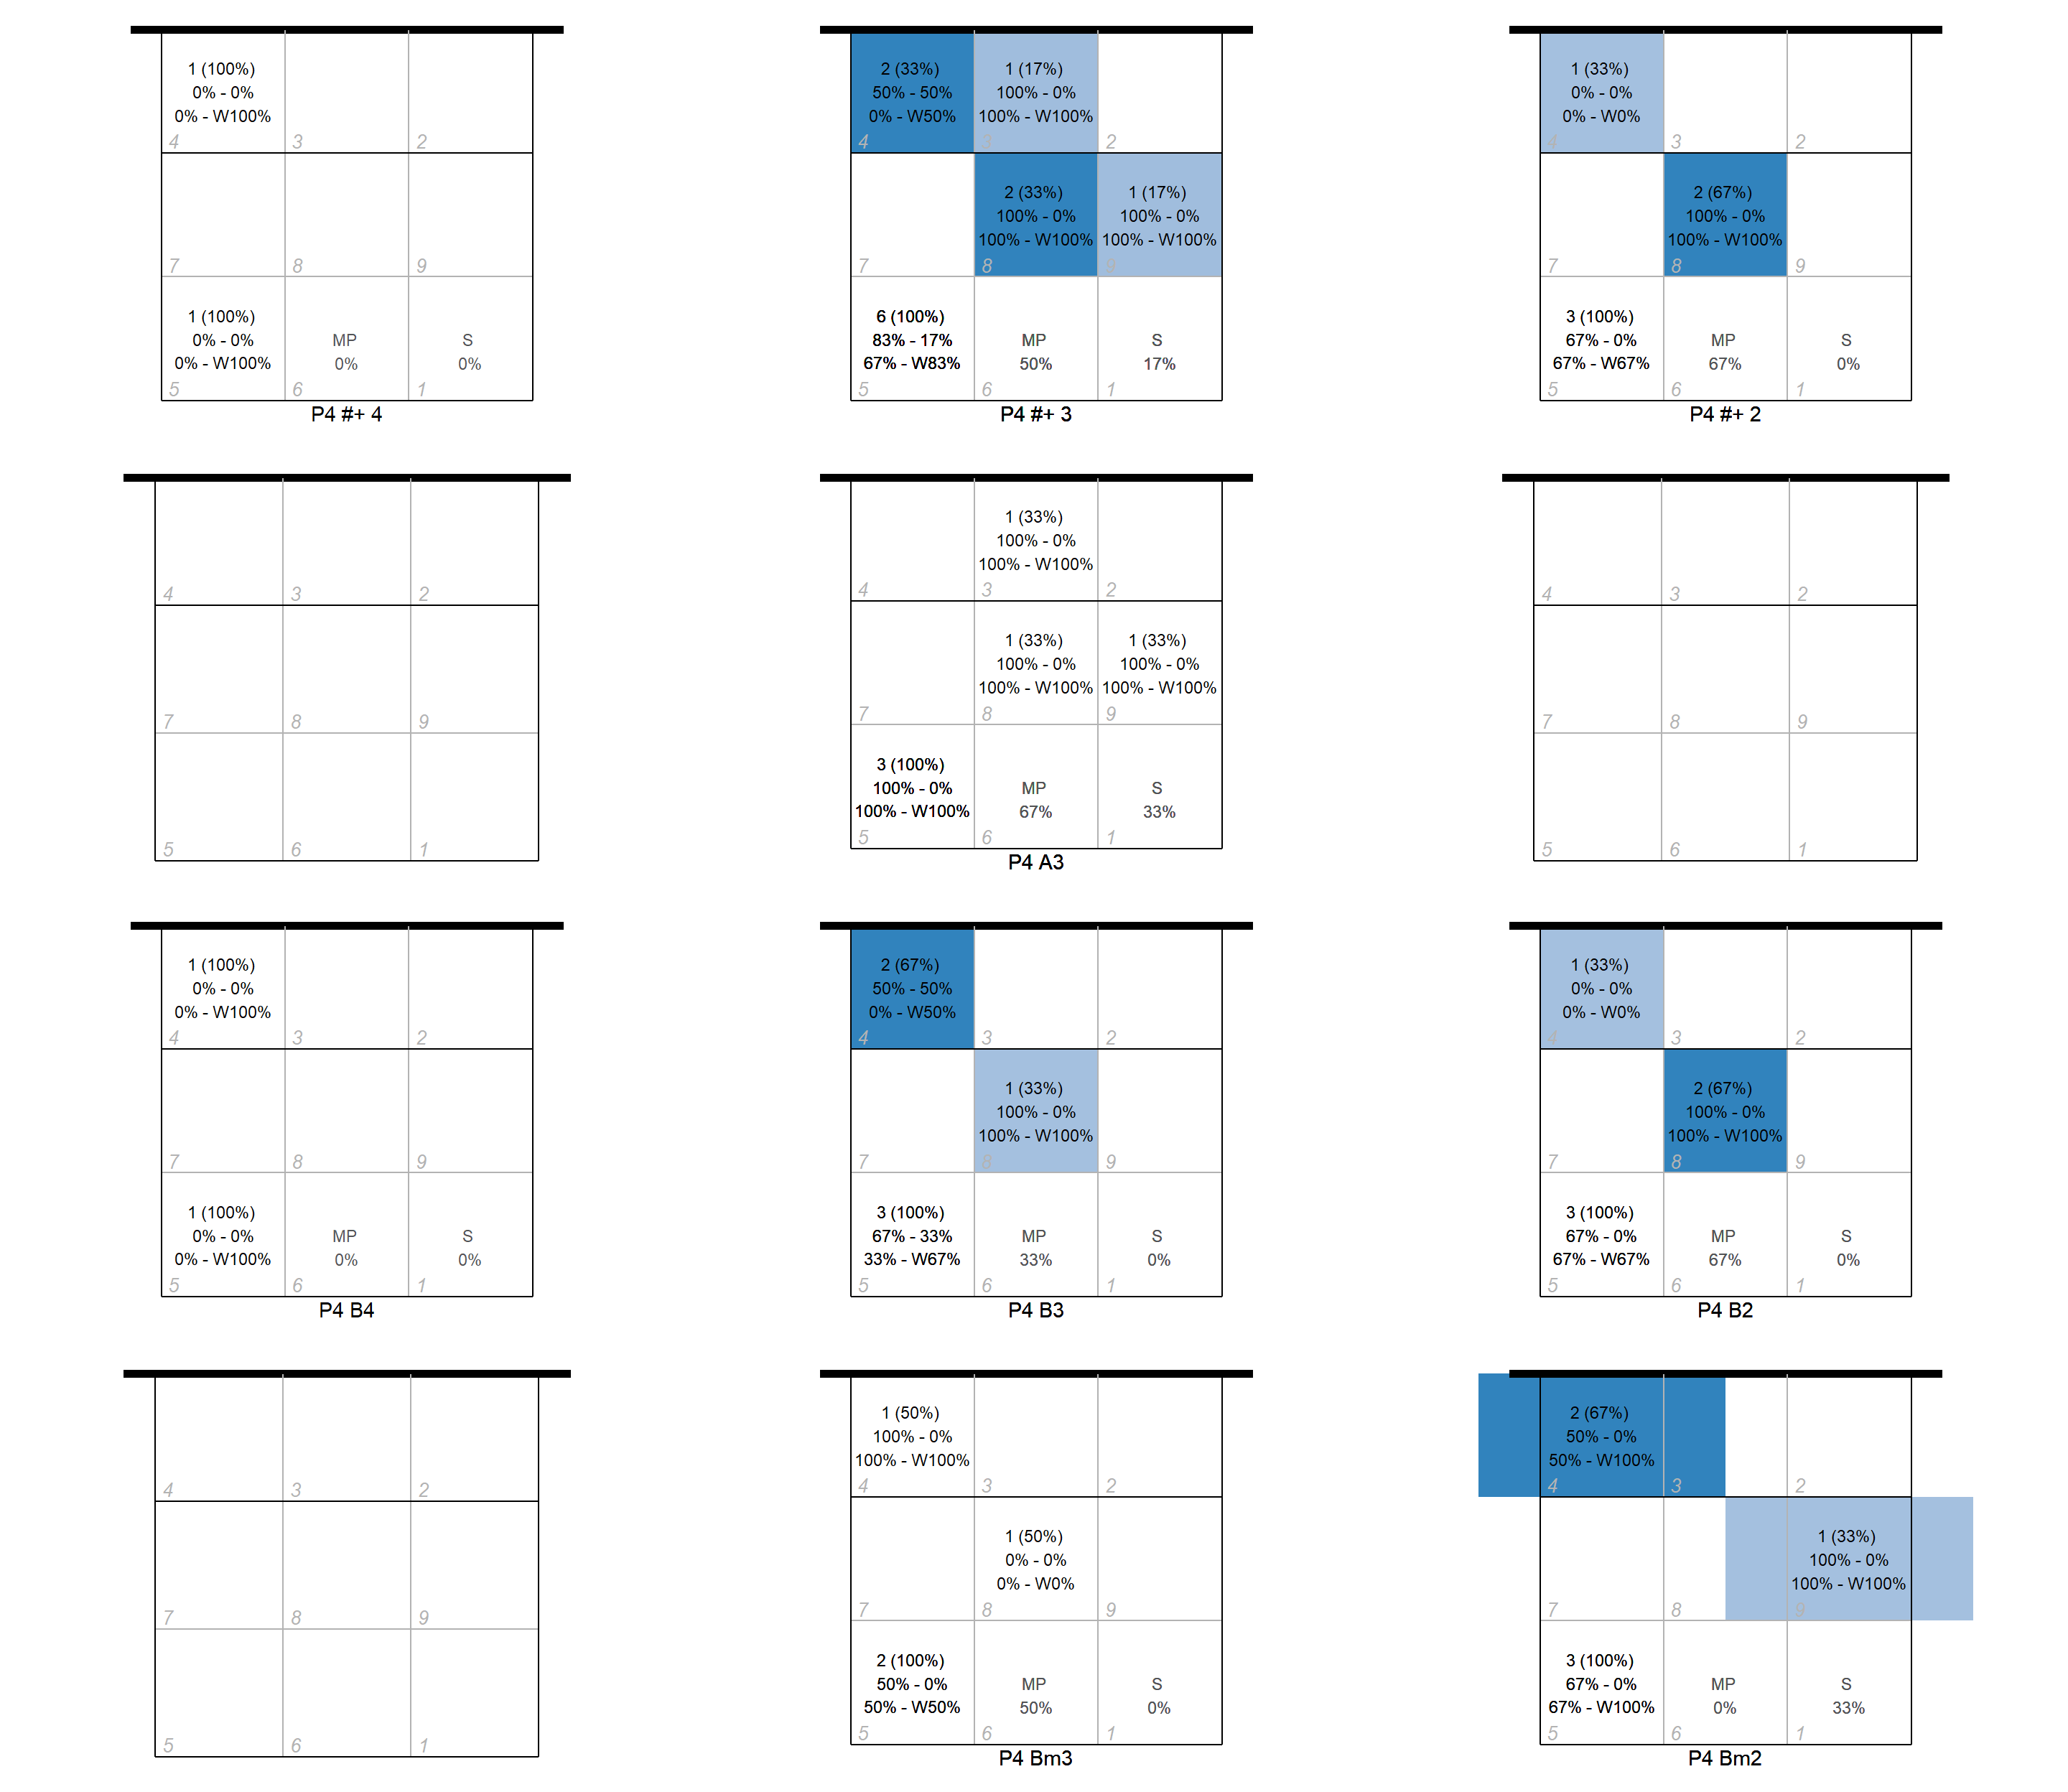 1 (100%)
0% - 0%
0% - W100%
4 3 2
7 8 9
1 (100%)
0% - 0% MP S
0% - W100% 0% 0%
5 6 1
P4 #+ 4
2 (33%) 1 (17%)
50% - 50% 100% - 0%
0% - W50% 100% - W100%
4 3 2
2 (33%) 1 (17%)
100% - 0% 100% - 0%
100% - W100% 100% - W100%
7 8 9
6 (100%)
83% - 17% MP S
67% - W83% 50% 17%
5 6 1
P4 #+ 3
1 (33%)
0% - 0%
0% - W0%
4 3 2
2 (67%)
100% - 0%
100% - W100%
7 8 9
3 (100%)
67% - 0% MP S
67% - W67% 67% 0%
5 6 1
P4 #+ 2
4 3 2
7 8 9
5 6 1
1 (33%)
100% - 0%
100% - W100%
4 3 2
1 (33%) 1 (33%)
100% - 0% 100% - 0%
100% - W100% 100% - W100%
7 8 9
3 (100%)
100% - 0% MP S
100% - W100% 67% 33%
5 6 1
P4 A3
4 3 2
7 8 9
5 6 1
1 (100%)
0% - 0%
0% - W100%
4 3 2
7 8 9
1 (100%)
0% - 0% MP S
0% - W100% 0% 0%
5 6 1
P4 B4
2 (67%)
50% - 50%
0% - W50%
4 3 2
1 (33%)
100% - 0%
100% - W100%
7 8 9
3 (100%)
67% - 33% MP S
33% - W67% 33% 0%
5 6 1
P4 B3
1 (33%)
0% - 0%
0% - W0%
4 3 2
2 (67%)
100% - 0%
100% - W100%
7 8 9
3 (100%)
67% - 0% MP S
67% - W67% 67% 0%
5 6 1
P4 B2
4 3 2
7 8 9
5 6 1
1 (50%)
100% - 0%
100% - W100%
4 3 2
1 (50%)
0% - 0%
0% - W0%
7 8 9
2 (100%)
50% - 0% MP S
50% - W50% 50% 0%
5 6 1
P4 Bm3
2 (67%)
50% - 0%
50% - W100%
4 3 2
1 (33%)
100% - 0%
100% - W100%
7 8 9
3 (100%)
67% - 0% MP S
67% - W100% 0% 33%
5 6 1
P4 Bm2